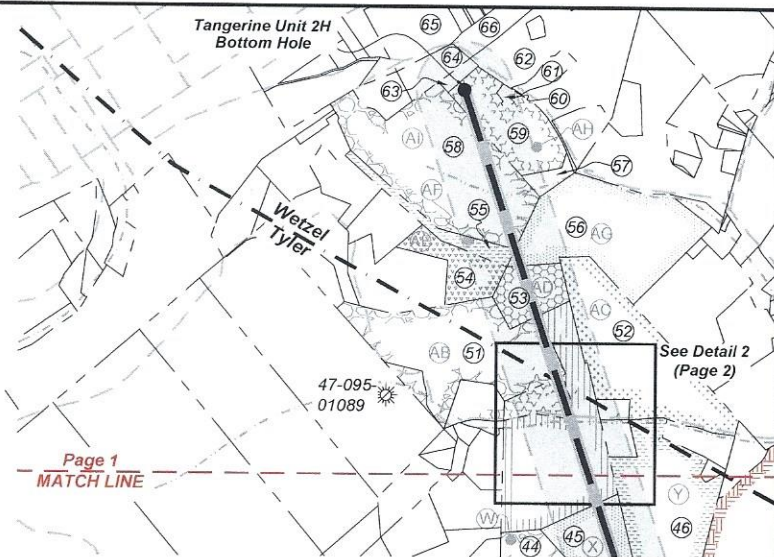 Tangerine Unit 2H
Bottom Hole
65
66
64
62
61
63
60
AI
58
59
AH
57
AF
Wetzel
Tyler
55
56
AG
54
53
AD
AC
52
See Detail 2
(Page 2)
AB
51
47-095-
01089
Page 1
MATCH LINE
W
Y
46
44
45
X